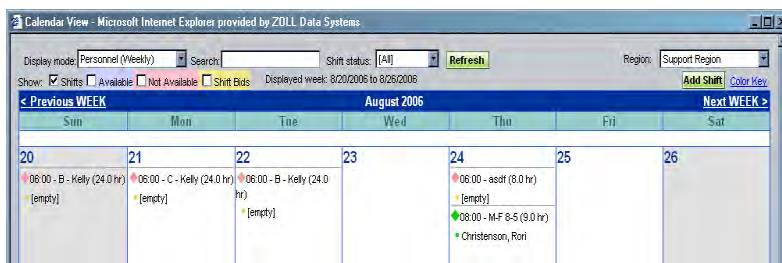 Calendar View - Microsoft Internet Explorer provided by ZOLL Data Systems
Display mode: Personnel (Weekly) Search: Shift status: [All] Refresh Region: Support Region
Show: Shifts Available Not Available Shift Bids Displayed week: 8/20/2006 to 8/26/2006 Add Shift Color Key
< Previous WEEK August 2006 Next WEEK >
Sun Mon Tue Wed Thu Fri Sat
20 21 22 23 24 25 26
06:00 - B - Kelly (24.0 hr) 06:00 - C - Kelly (24.0 hr) 06:00 - B - Kelly (24.0 hr) 06:00 - asdf (8.0 hr)
[empty] [empty] [empty] [empty]
08:00 - M-F 8-5 (9.0 hr)
Christenson, Rori